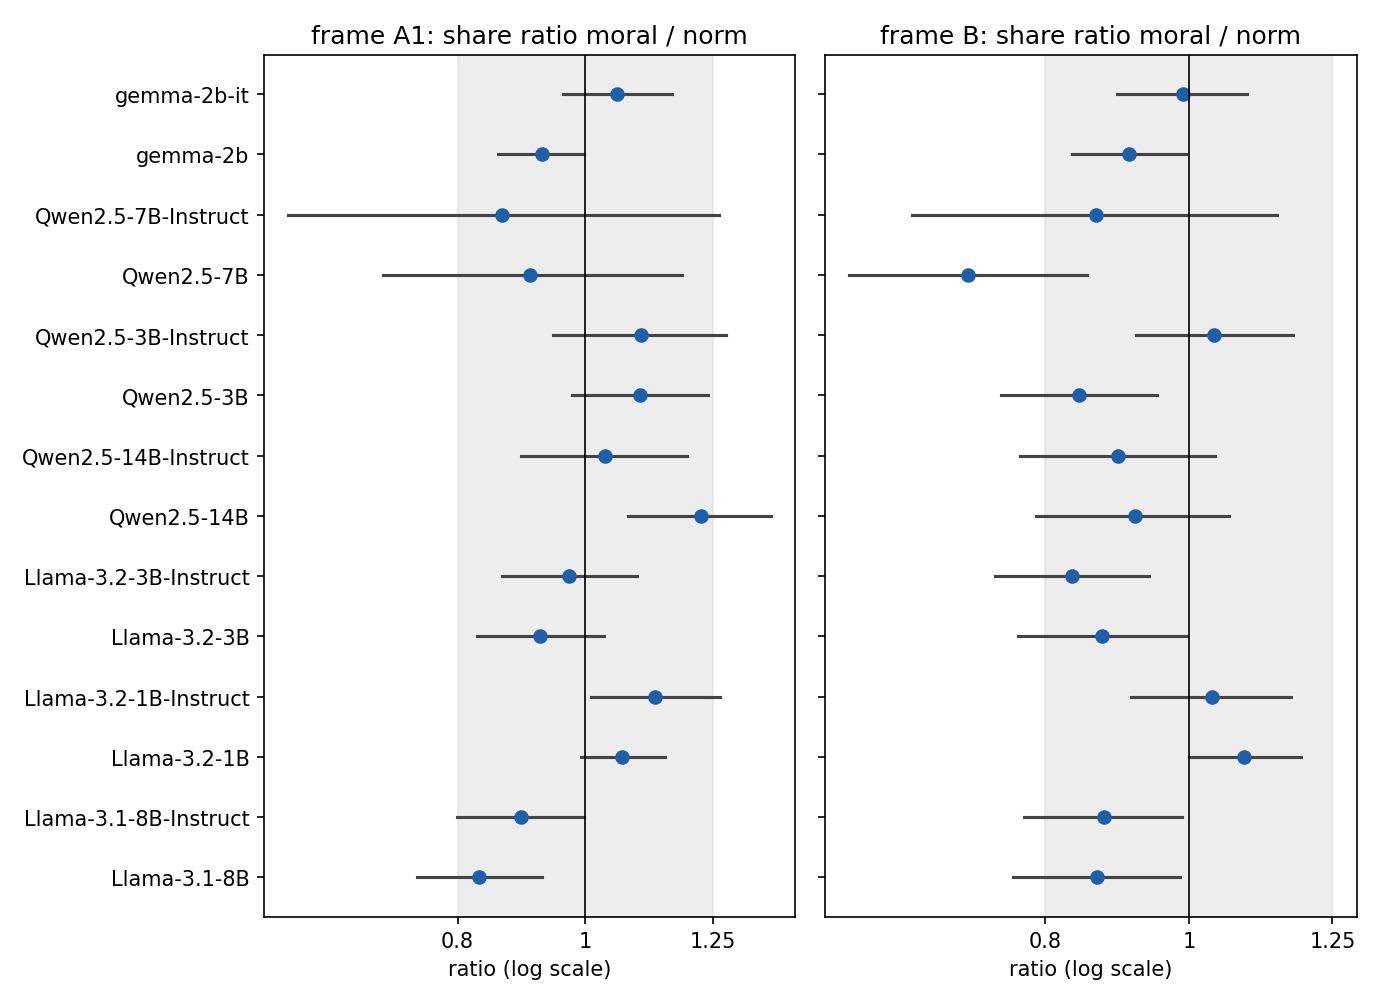 frame A1: share ratio moral / norm
frame B: share ratio moral / norm
gemma-2b-it
gemma-2b
Qwen2.5-7B-Instruct
Qwen2.5-7B
Qwen2.5-3B-Instruct
Qwen2.5-3B
Qwen2.5-14B-Instruct
Qwen2.5-14B
Llama-3.2-3B-Instruct
Llama-3.2-3B
Llama-3.2-1B-Instruct
Llama-3.2-1B
Llama-3.1-8B-Instruct
Llama-3.1-8B
0.8 1 1.25
ratio (log scale)
0.8 1 1.25
ratio (log scale)